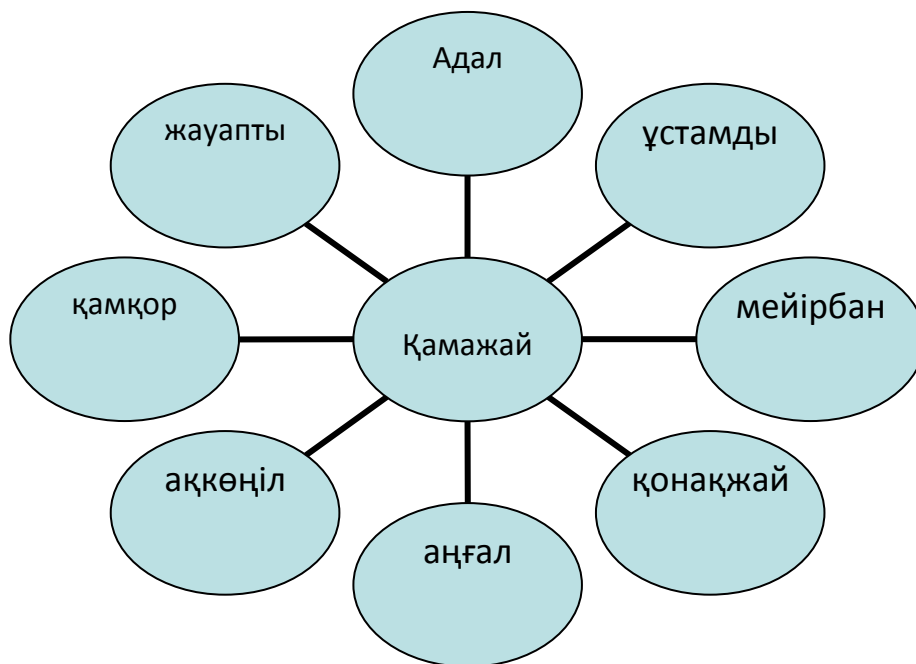 Адал
жауапты
ұстамды
қамқор
Қамажай
мейірбан
ақкөңіл
қонақжай
аңғал